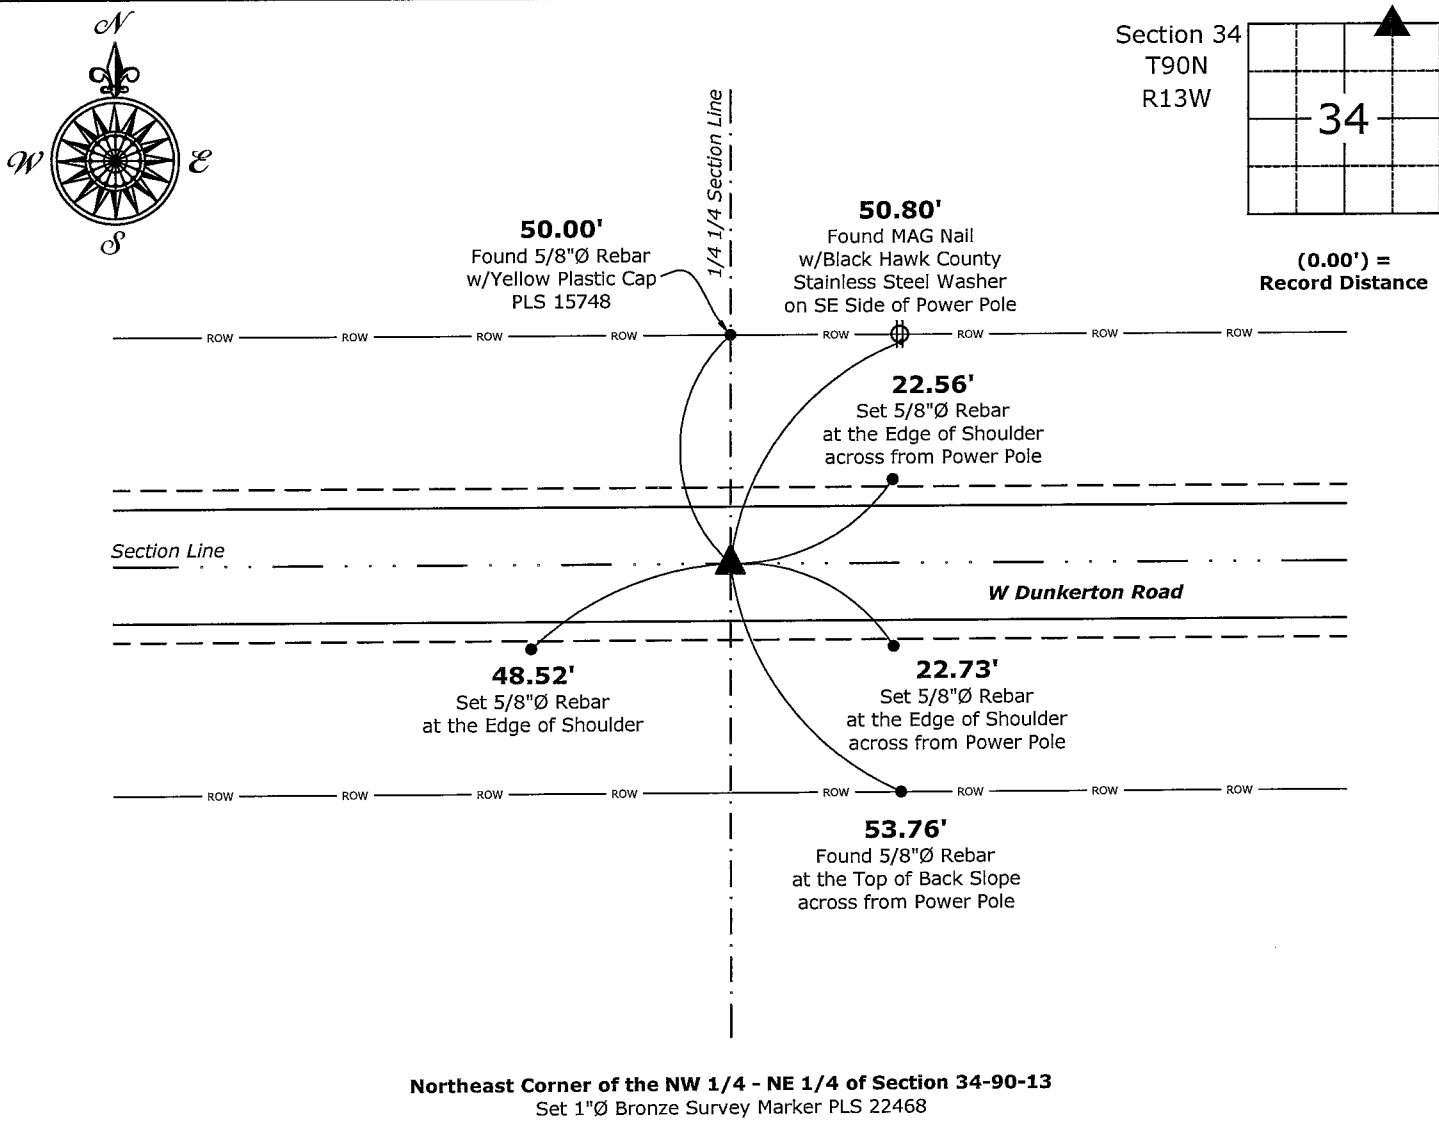 N
W
E
S
Section 34
T90N
R13W
34
(0.00') =
Record Distance
1/4 1/4 Section Line
50.00'
Found 5/8"Ø Rebar
w/Yellow Plastic Cap
PLS 15748
50.80'
Found MAG Nail
w/Black Hawk County
Stainless Steel Washer
on SE Side of Power Pole
ROW ROW ROW ROW ROW ROW ROW ROW
22.56'
Set 5/8"Ø Rebar
at the Edge of Shoulder
across from Power Pole
Section Line
W Dunkerton Road
48.52'
Set 5/8"Ø Rebar
at the Edge of Shoulder
22.73'
Set 5/8"Ø Rebar
at the Edge of Shoulder
across from Power Pole
ROW ROW ROW ROW ROW ROW ROW ROW
53.76'
Found 5/8"Ø Rebar
at the Top of Back Slope
across from Power Pole
Northeast Corner of the NW 1/4 - NE 1/4 of Section 34-90-13
Set 1"Ø Bronze Survey Marker PLS 22468